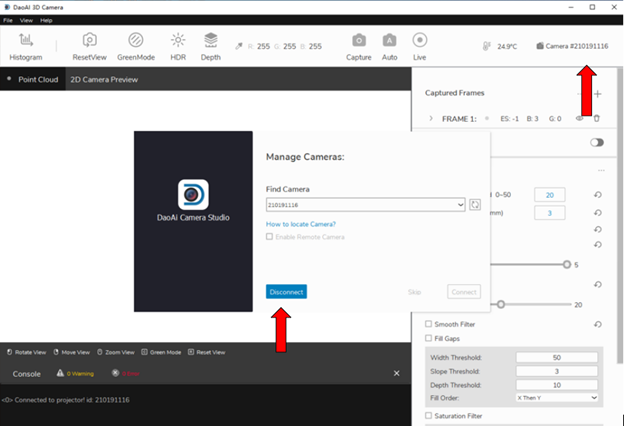 DaoAI 3D Camera
File View Help
Histogram ResetView GreenMode HDR Depth R: 255 G: 255 B: 255 Capture Auto Live 24.9°C Camera #210191116
Point Cloud 2D Camera Preview
Captured Frames
FRAME 1: ES: -1 B: 3 G: 0
Manage Cameras:
Find Camera
210191116
How to locate Camera?
Enable Remote Camera
DaoAI Camera Studio
Disconnect Skip Connect
0~50 20
mm) 3
5
20
Smooth Filter
Fill Gaps
Width Threshold: 50
Slope Threshold: 3
Depth Threshold: 10
Fill Order: X Then Y
Saturation Filter
Rotate View Move View Zoom View Green Mode Reset View
Console 0 Warning
<0> Connected to projector! id: 210191116